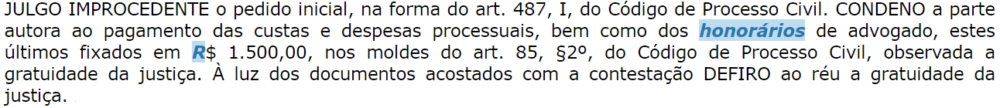 JULGO IMPROCEDENTE o pedido inicial, na forma do art. 487, I, do Código de Processo Civil. CONDENO a parte
autora ao pagamento das custas e despesas processuais, bem como dos honorários de advogado, estes
últimos fixados em R$ 1.500,00, nos moldes do art. 85, §2º, do Código de Processo Civil, observada a
gratuidade da justiça. À luz dos documentos acostados com a contestação DEFIRO ao réu a gratuidade da
justiça.